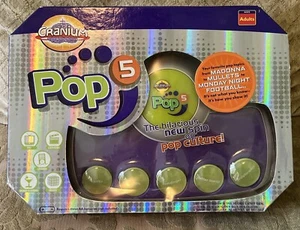 CRANIUM
Adults
Pop 5
MADONNA
MULLETS
MONDAY NIGHT
FOOTBALL
Pop 5
The hilarious
new spin
on
pop culture!